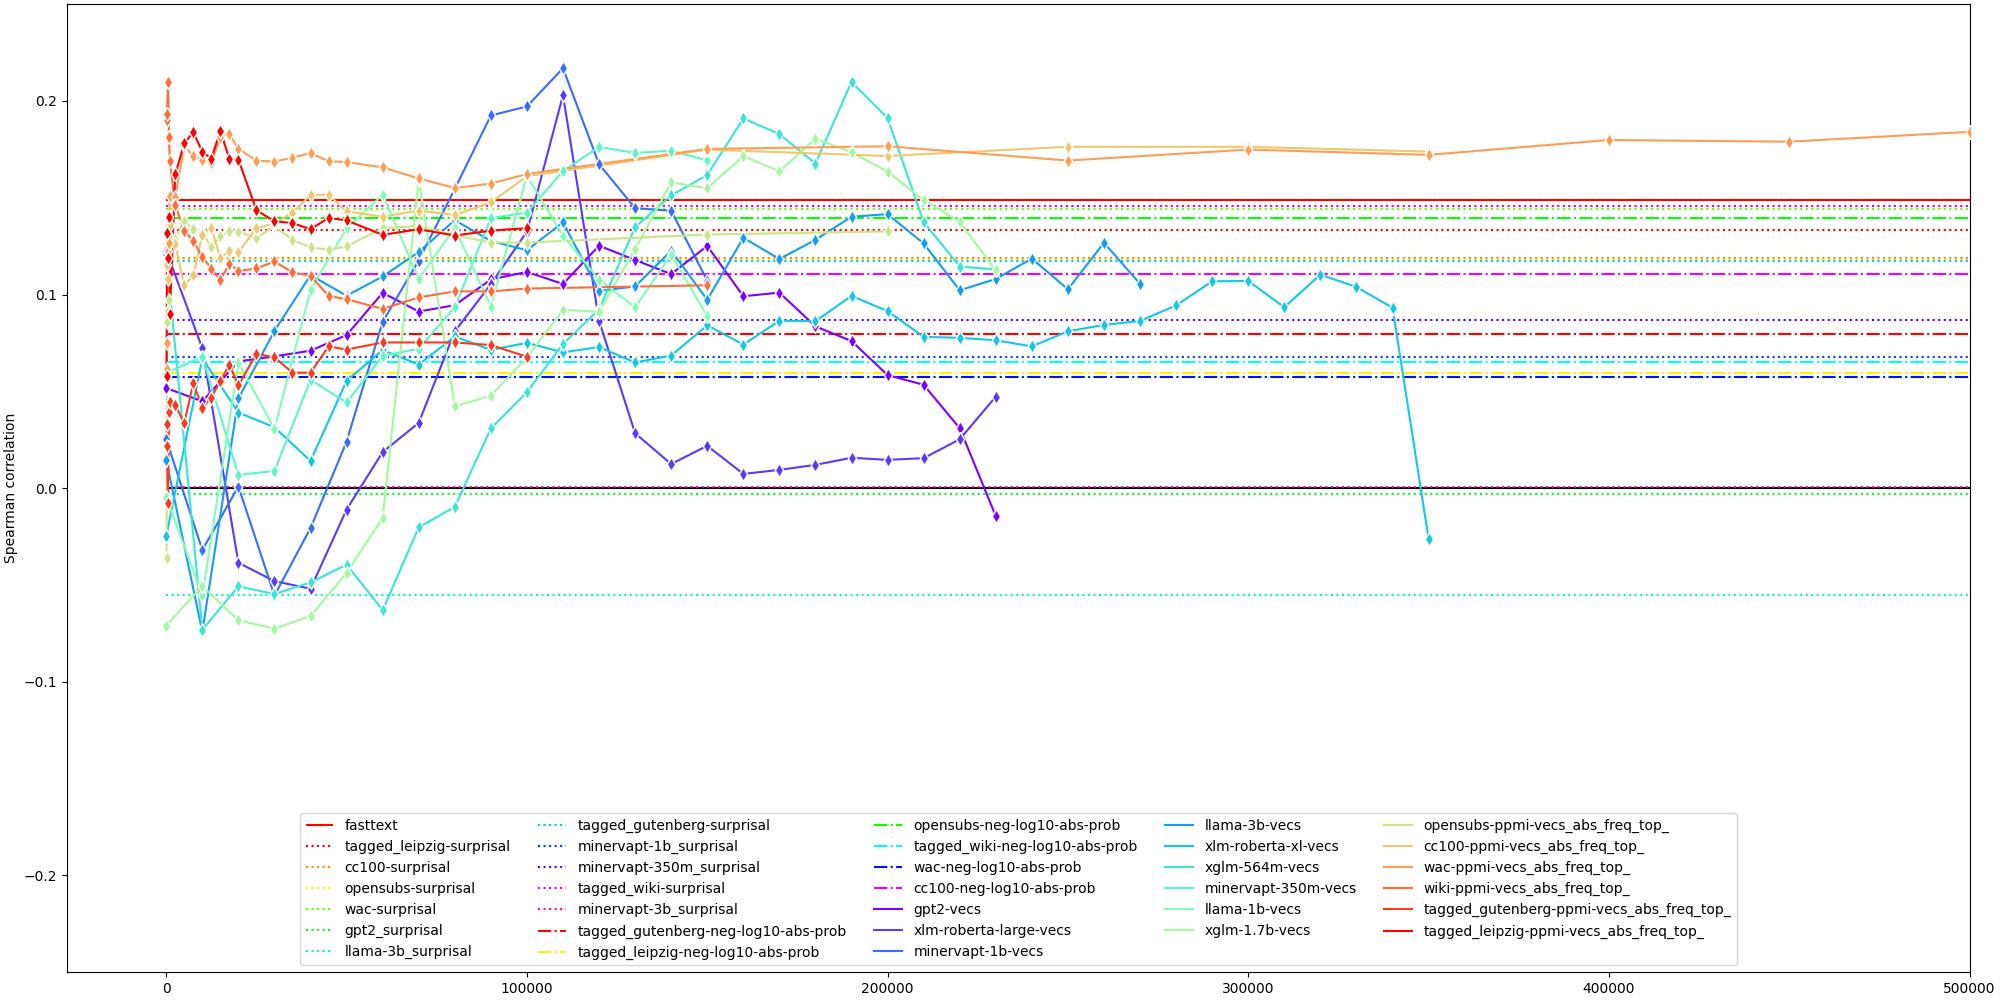 Spearman correlation
0.2
0.1
0.0
−0.1
−0.2
fasttext
tagged_leipzig-surprisal
cc100-surprisal
opensubs-surprisal
wac-surprisal
gpt2_surprisal
llama-3b_surprisal
tagged_gutenberg-surprisal
minervapt-1b_surprisal
minervapt-350m_surprisal
tagged_wiki-surprisal
minervapt-3b_surprisal
tagged_gutenberg-neg-log10-abs-prob
tagged_leipzig-neg-log10-abs-prob
opensubs-neg-log10-abs-prob
tagged_wiki-neg-log10-abs-prob
wac-neg-log10-abs-prob
cc100-neg-log10-abs-prob
gpt2-vecs
xlm-roberta-large-vecs
minervapt-1b-vecs
llama-3b-vecs
xlm-roberta-xl-vecs
xglm-564m-vecs
minervapt-350m-vecs
llama-1b-vecs
xglm-1.7b-vecs
opensubs-ppmi-vecs_abs_freq_top_
cc100-ppmi-vecs_abs_freq_top_
wac-ppmi-vecs_abs_freq_top_
wiki-ppmi-vecs_abs_freq_top_
tagged_gutenberg-ppmi-vecs_abs_freq_top_
tagged_leipzig-ppmi-vecs_abs_freq_top_
0
100000
200000
300000
400000
500000